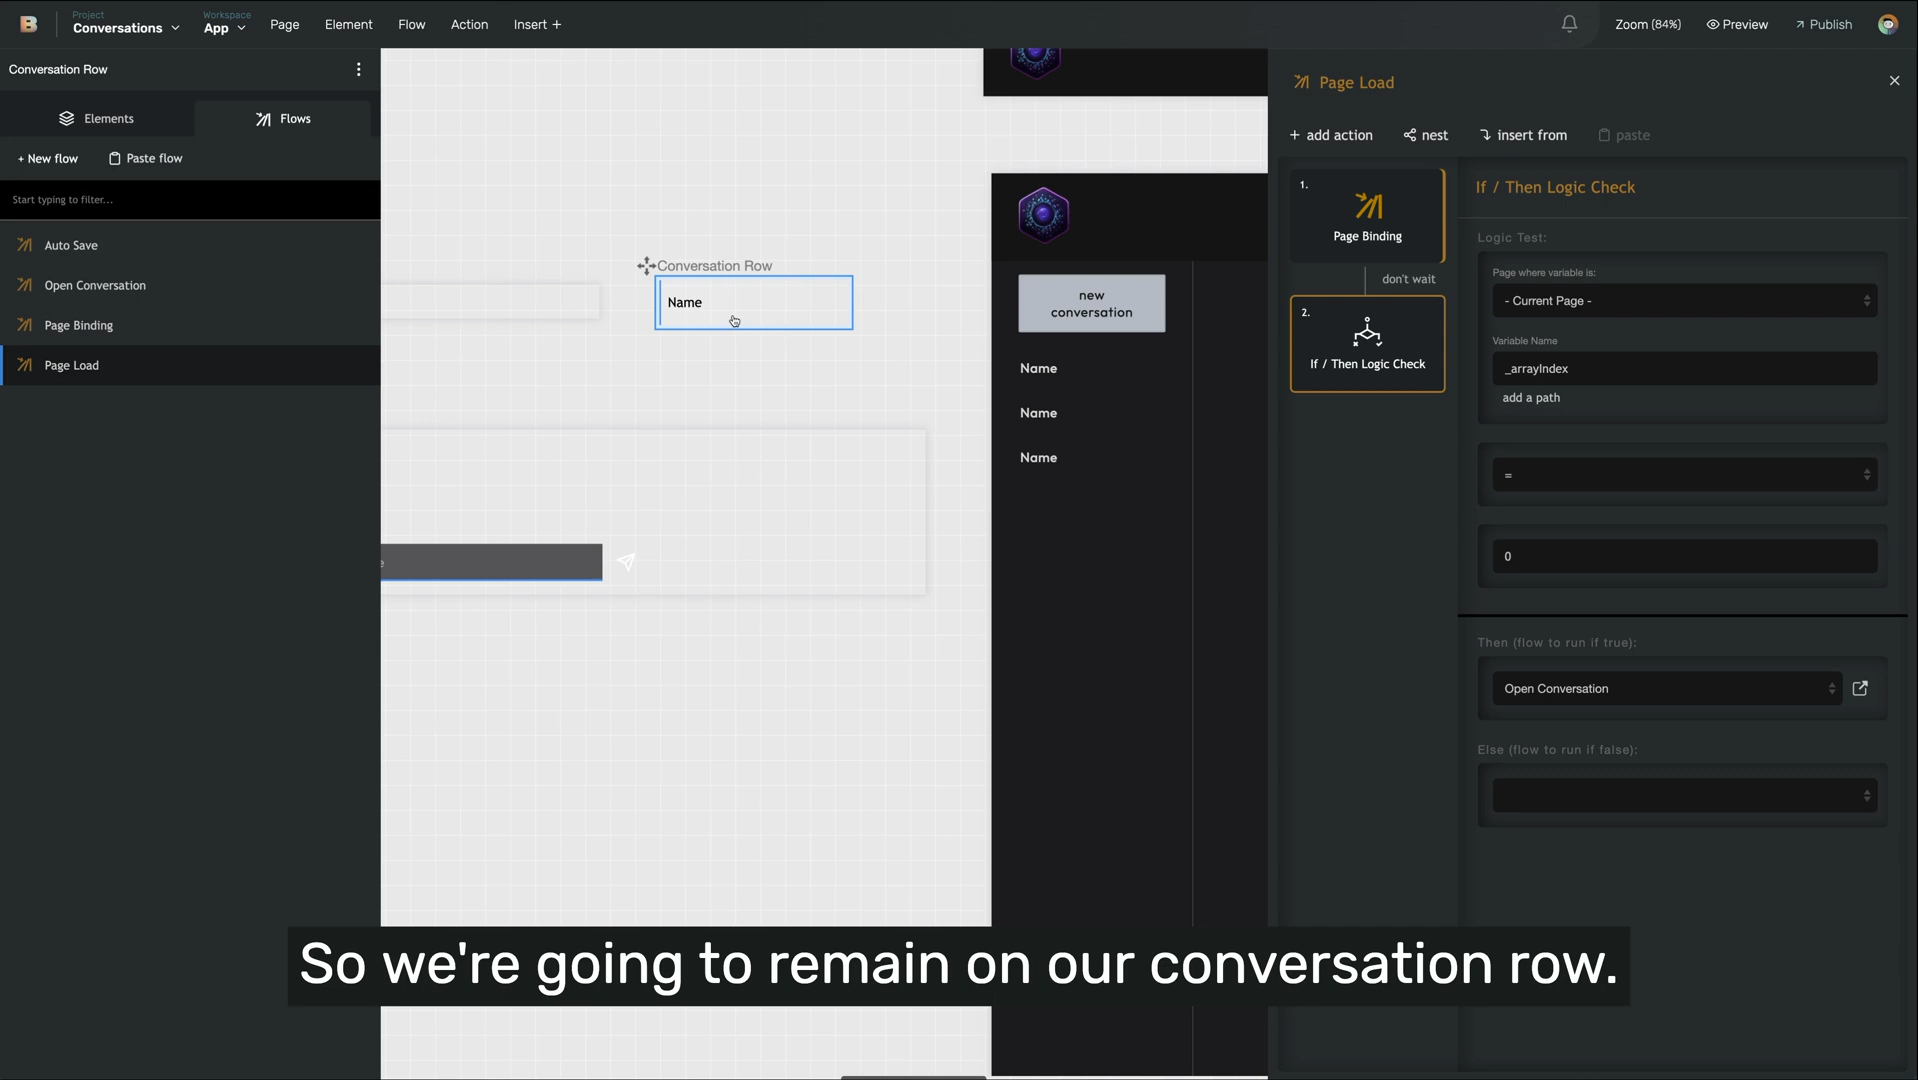 Project
Conversations
Workspace
App
Page
Element
Flow
Action
Insert +
Zoom (84%)
Preview
Publish
Conversation Row
Elements
Flows
+ New flow
Paste flow
Start typing to filter...
Auto Save
Open Conversation
Page Binding
Page Load
Conversation Row
Name
e
new
conversation
Name
Name
Name
Page Load
+ add action
nest
insert from
paste
1.
Page Binding
don't wait
2.
If / Then Logic Check
If / Then Logic Check
Logic Test:
Page where variable is:
- Current Page -
Variable Name
_arrayIndex
add a path
=
0
Then (flow to run if true):
Open Conversation
Else (flow to run if false):
So we're going to remain on our conversation row.